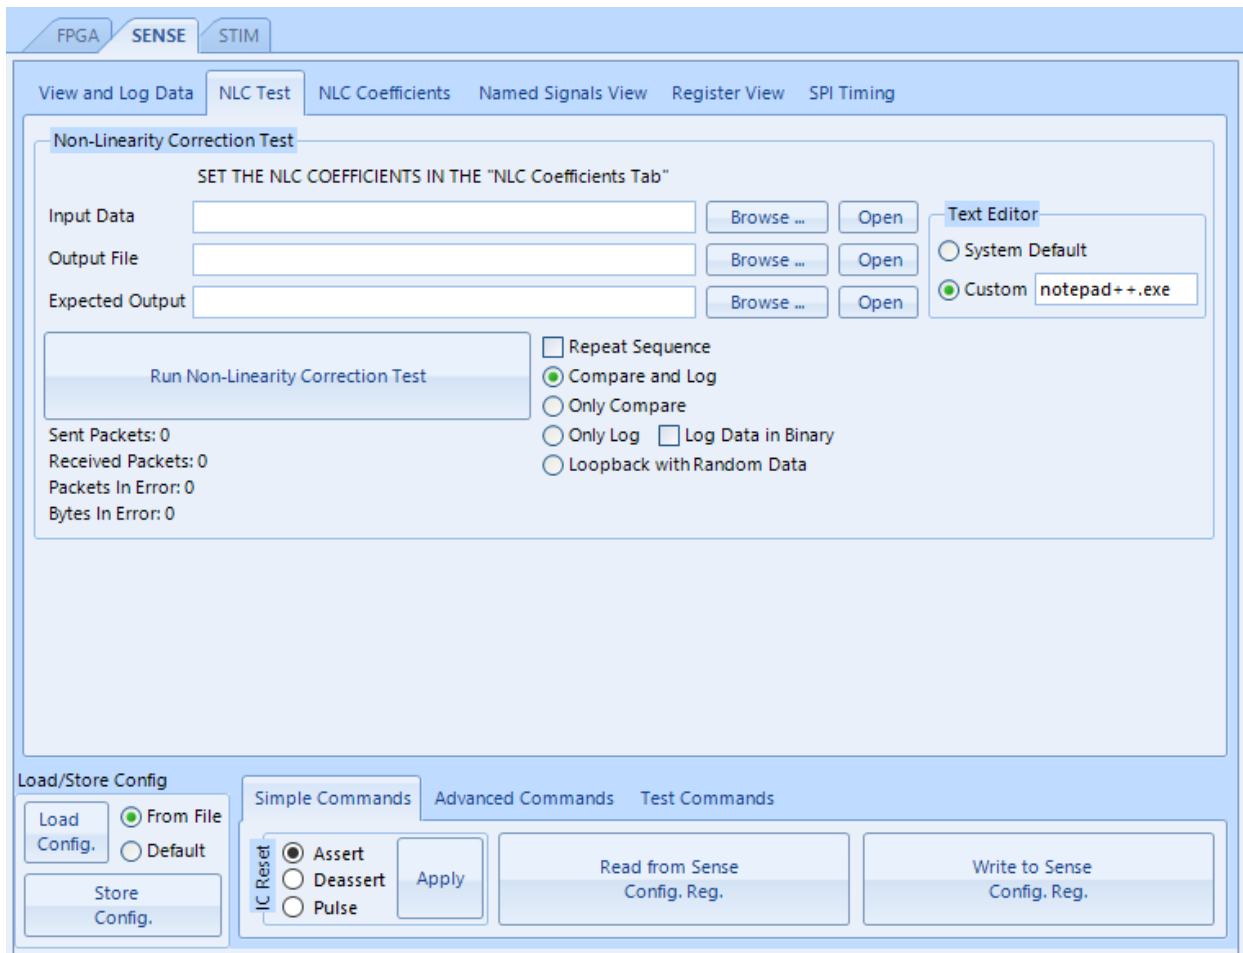 FPGA SENSE STIM
View and Log Data NLC Test NLC Coefficients Named Signals View Register View SPI Timing
Non-Linearity Correction Test
SET THE NLC COEFFICIENTS IN THE "NLC Coefficients Tab"
Input Data Browse ... Open
Output File Browse ... Open
Expected Output Browse ... Open
Text Editor
System Default
Custom notepad++.exe
Run Non-Linearity Correction Test
Repeat Sequence
Compare and Log
Only Compare
Only Log Log Data in Binary
Loopback with Random Data
Sent Packets: 0
Received Packets: 0
Packets In Error: 0
Bytes In Error: 0
Load/Store Config
Load
Config.
From File
Default
Store
Config.
Simple Commands Advanced Commands Test Commands
IC Reset
Assert
Deassert
Pulse
Apply
Read from Sense
Config. Reg.
Write to Sense
Config. Reg.